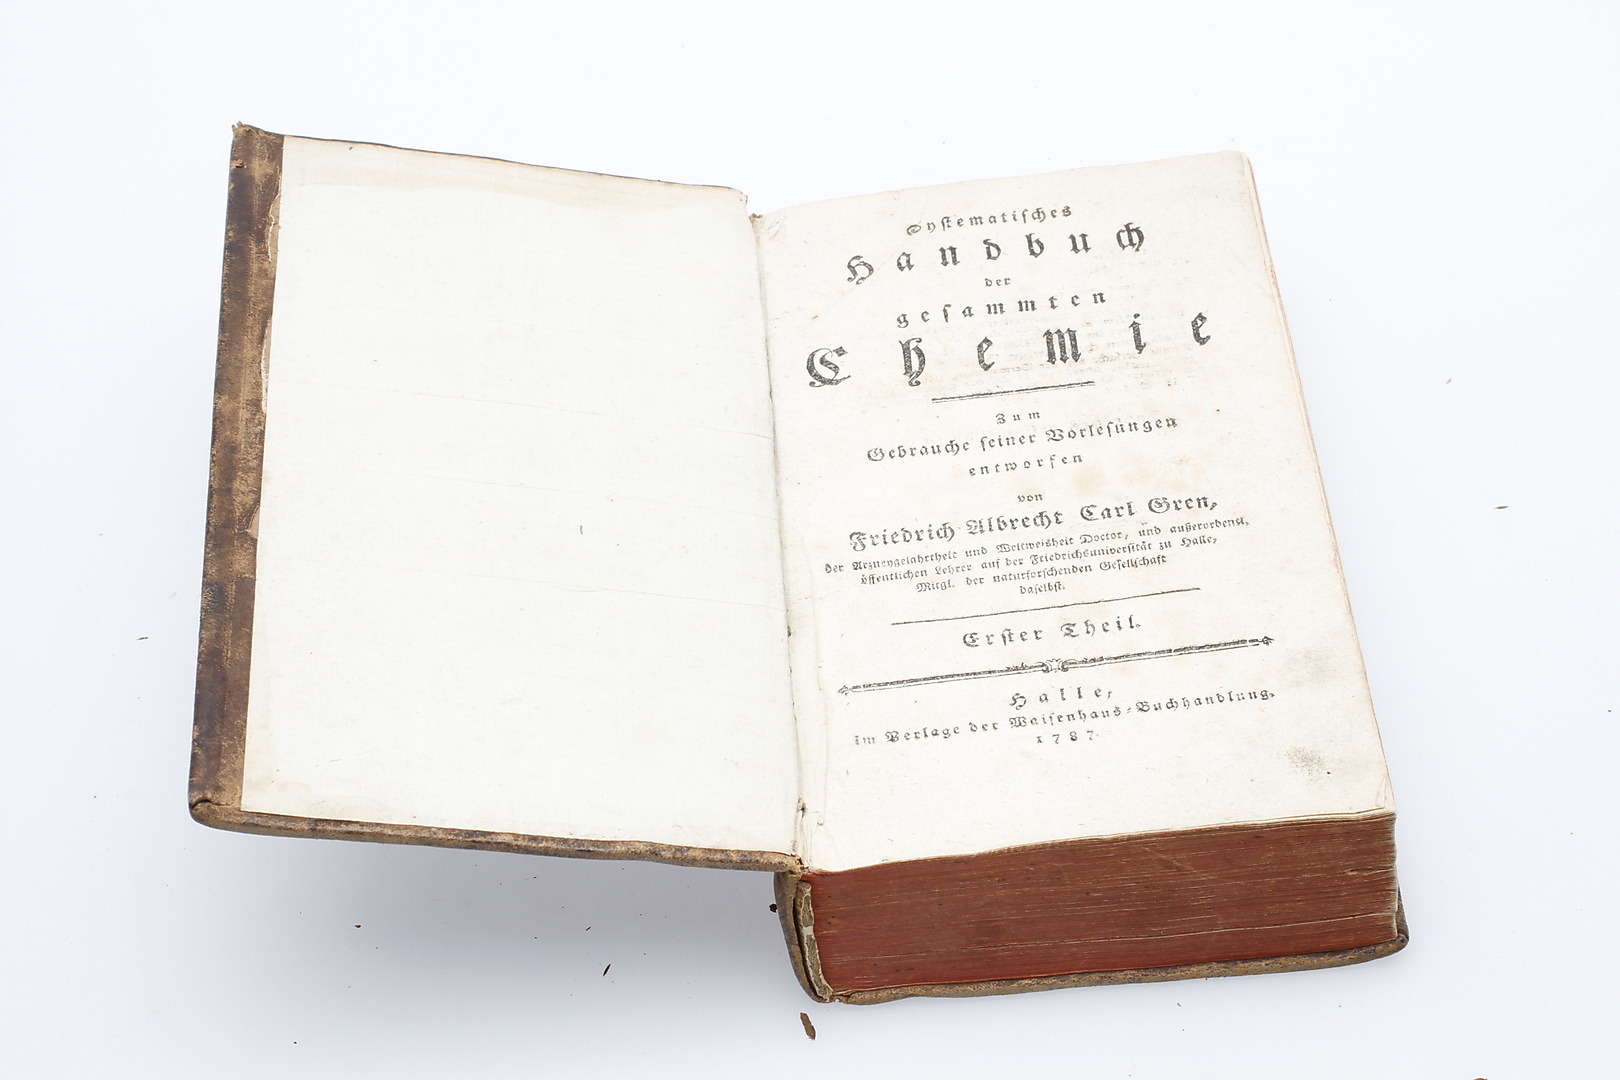 Systematisches
Handbuch
der
gesammten
Chemie
Zum
Gebrauche seiner Vorlesungen
entworfen
von
Friedrich Albrecht Carl Gren,
der Arzneygelahrtheit und Weltweisheit Doctor, und außerordentl.
öffentlichen Lehrer auf der Friedrichsuniversität zu Halle,
Mitgl. der naturforschenden Gesellschaft
daselbst.
Erster Theil.
Halle,
im Verlage der Waisenhaus-Buchhandlung.
1787.